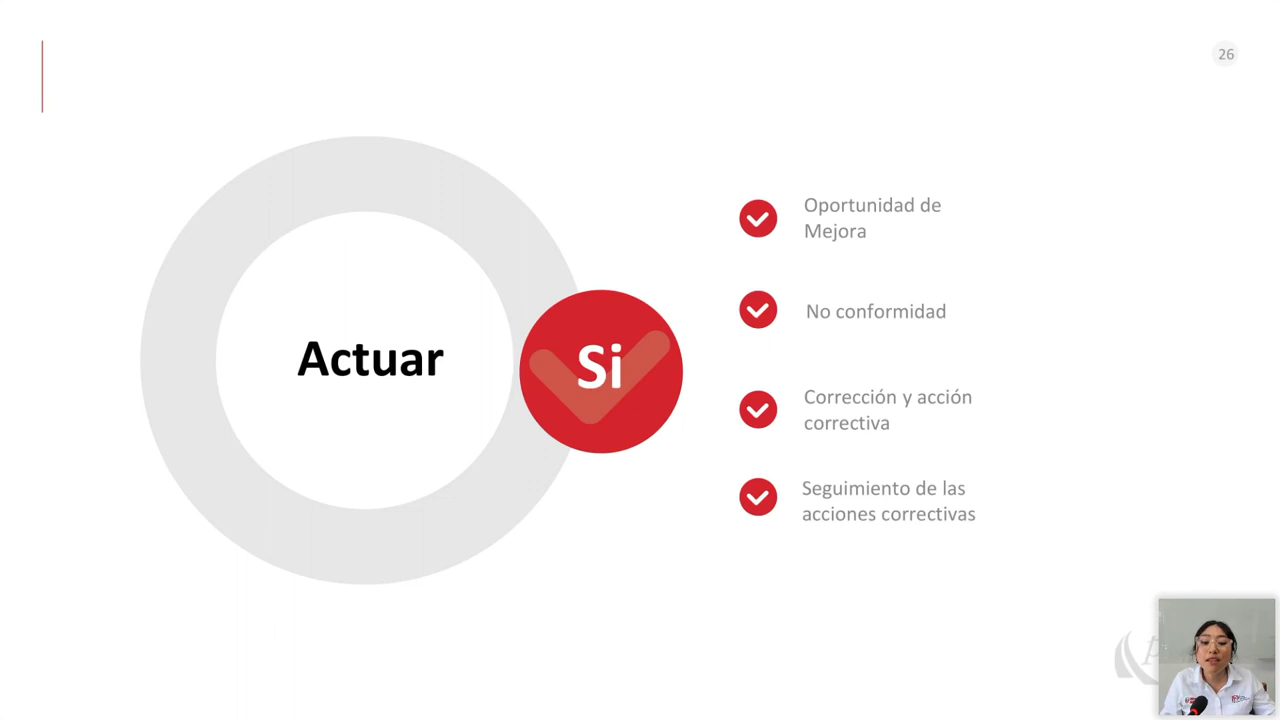 26
Actuar
Si
Oportunidad de
Mejora
No conformidad
Corrección y acción
correctiva
Seguimiento de las
acciones correctivas